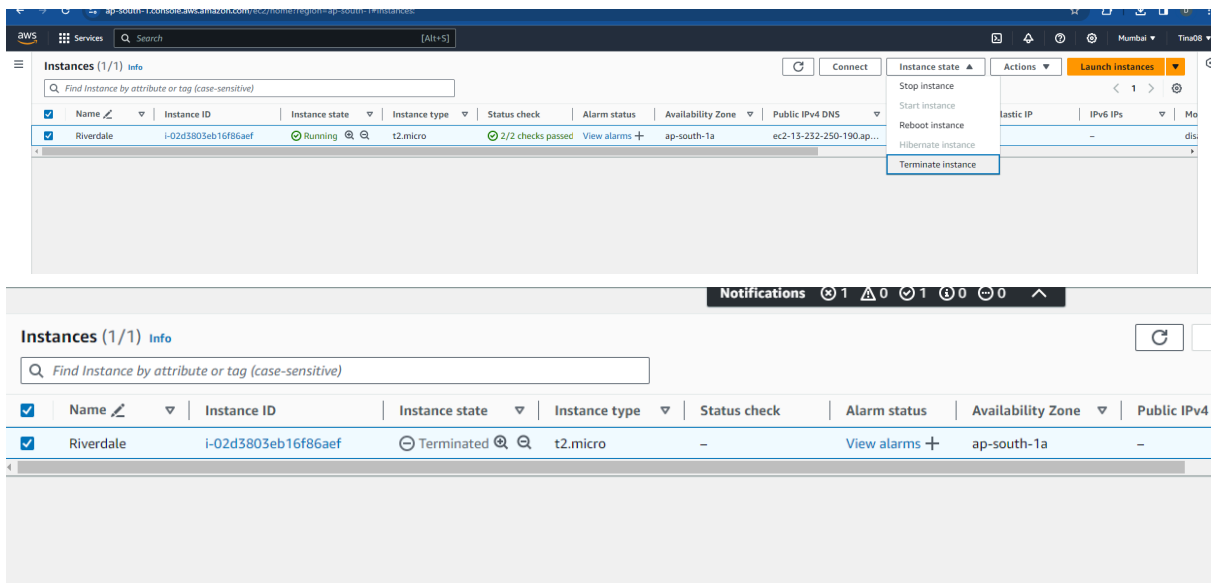 ap-south-1.console.aws.amazon.com/ec2/home?region=ap-south-1#Instances:
aws Services Search [Alt+S] Mumbai Tina08
Instances (1/1) Info Connect Instance state Actions Launch instances
Find Instance by attribute or tag (case-sensitive) Stop instance 1
Start instance
Name Instance ID Instance state Instance type Status check Alarm status Availability Zone Public IPv4 DNS lastic IP IPv6 IPs Mo
Reboot instance
Riverdale i-02d3803eb16f86aef Running t2.micro 2/2 checks passed View alarms + ap-south-1a ec2-13-232-250-190.ap... – disa
Hibernate instance
Terminate instance
Notifications 1 0 1 0 0
Instances (1/1) Info
Find Instance by attribute or tag (case-sensitive)
Name Instance ID Instance state Instance type Status check Alarm status Availability Zone Public IPv4
Riverdale i-02d3803eb16f86aef Terminated t2.micro – View alarms + ap-south-1a –